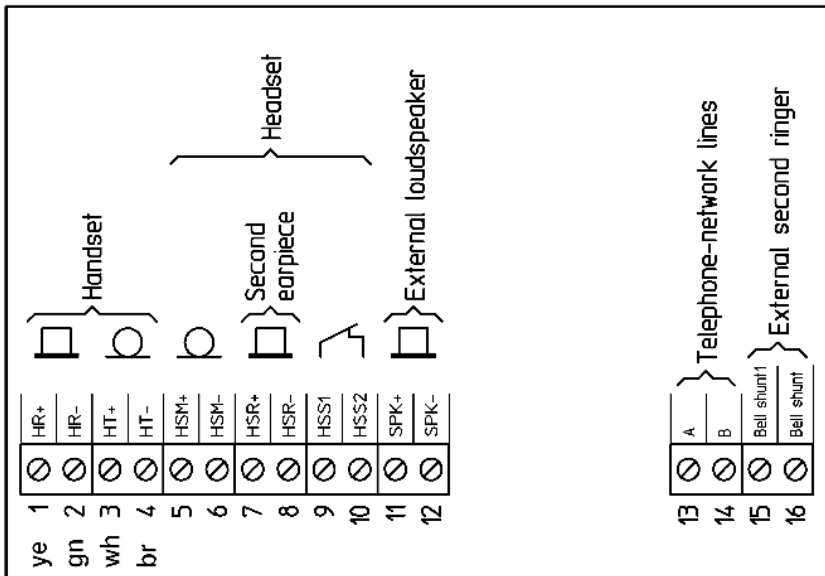 ye 1 HR+
gn 2 HR-
wh 3 HT+
br 4 HT-
Handset
5 HSM+
6 HSM-
7 HSR+
8 HSR-
Second
earpiece
9 HSS1
10 HSS2
Headset
11 SPK+
12 SPK-
External loudspeaker
13 A
14 B
Telephone-network lines
15 Bell shunt1
16 Bell shunt
External second ringer